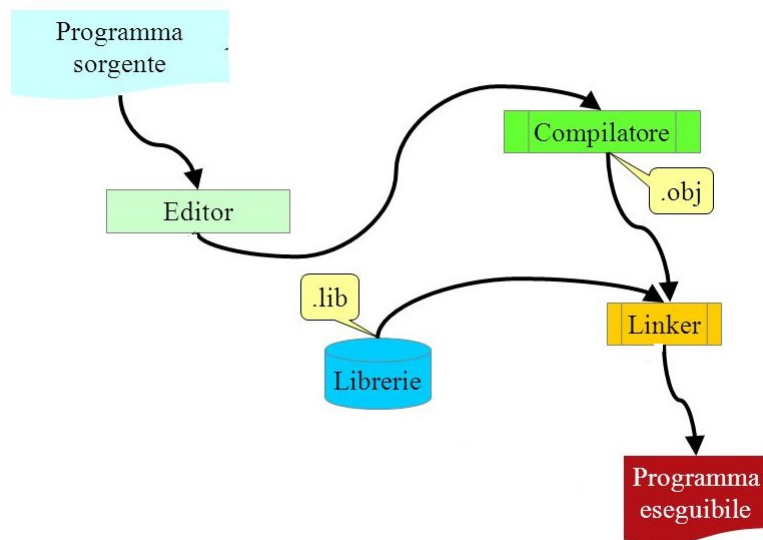 Programma
sorgente
Compilatore
.obj
Editor
.lib
Linker
Librerie
Programma
eseguibile